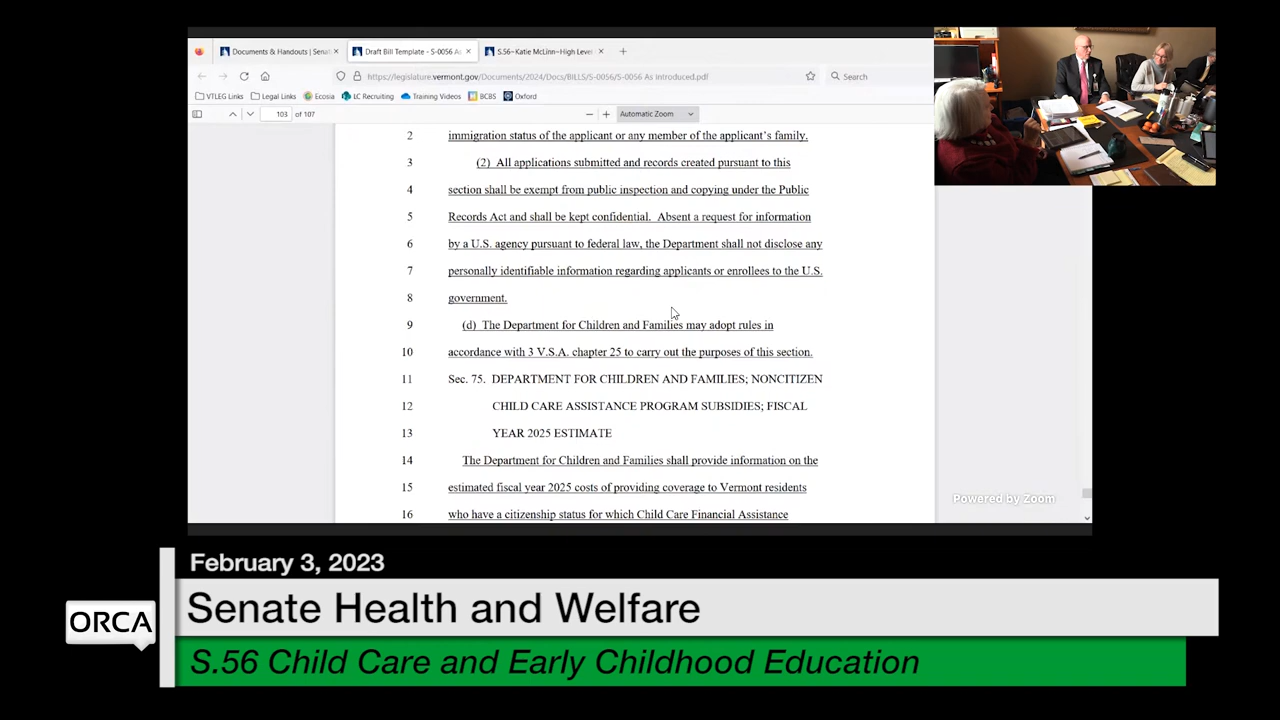 Documents & Handouts | Senat
Draft Bill Template - S-0056 As
S.56~Katie McLinn~High Level
https://legislature.vermont.gov/Documents/2024/Docs/BILLS/S-0056/S-0056 As Introduced.pdf
Search
VTLEG Links
Legal Links
Ecosia
LC Recruiting
Training Videos
BCBS
Oxford
103 of 107
Automatic Zoom
2 immigration status of the applicant or any member of the applicant's family.
3 (2) All applications submitted and records created pursuant to this
4 section shall be exempt from public inspection and copying under the Public
5 Records Act and shall be kept confidential. Absent a request for information
6 by a U.S. agency pursuant to federal law, the Department shall not disclose any
7 personally identifiable information regarding applicants or enrollees to the U.S.
8 government.
9 (d) The Department for Children and Families may adopt rules in
10 accordance with 3 V.S.A. chapter 25 to carry out the purposes of this section.
11 Sec. 75. DEPARTMENT FOR CHILDREN AND FAMILIES; NONCITIZEN
12 CHILD CARE ASSISTANCE PROGRAM SUBSIDIES; FISCAL
13 YEAR 2025 ESTIMATE
14 The Department for Children and Families shall provide information on the
15 estimated fiscal year 2025 costs of providing coverage to Vermont residents
16 who have a citizenship status for which Child Care Financial Assistance
Powered by Zoom
February 3, 2023
ORCA
Senate Health and Welfare
S.56 Child Care and Early Childhood Education